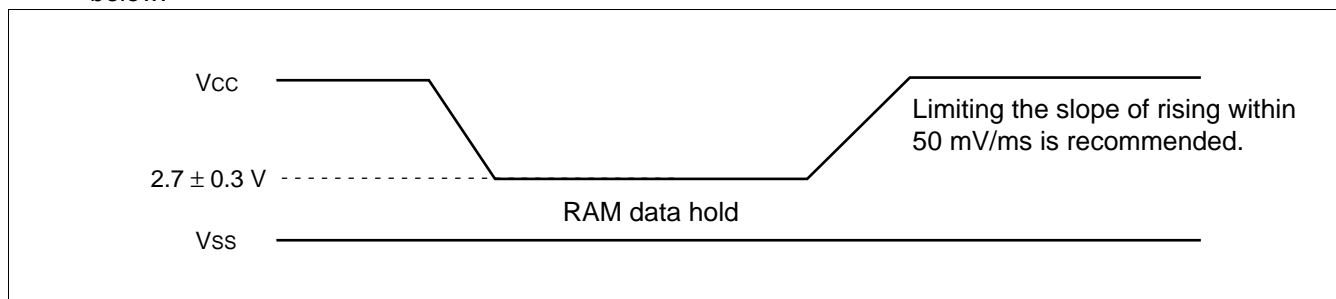 below.
Vcc
Limiting the slope of rising within
50 mV/ms is recommended.
2.7 ± 0.3 V
RAM data hold
Vss